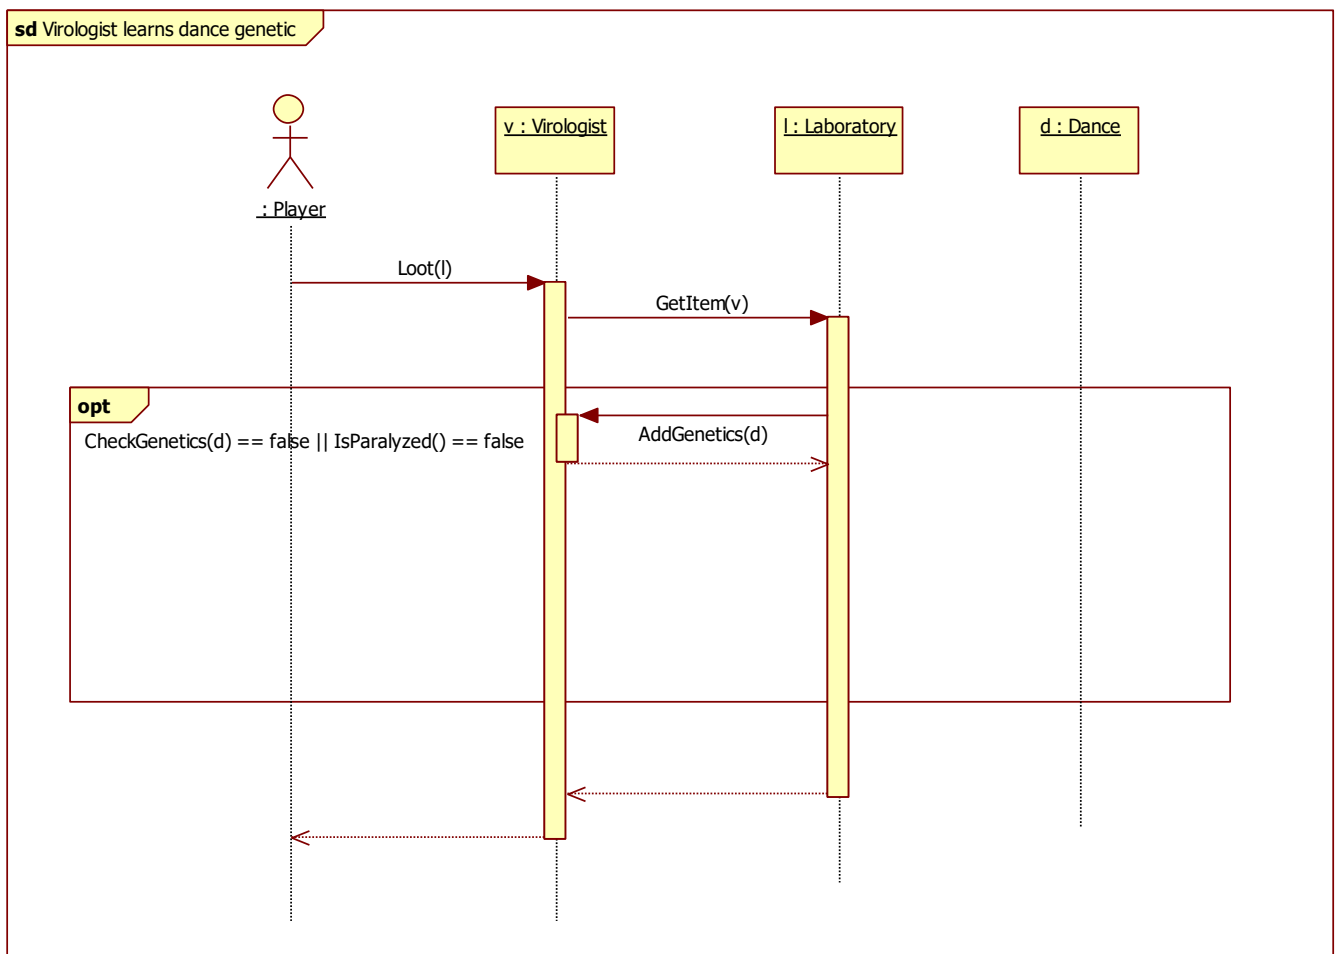 sd Virologist learns dance genetic
v : Virologist
l : Laboratory
d : Dance
: Player
Loot(l)
GetItem(v)
opt
AddGenetics(d)
CheckGenetics(d) == false || IsParalyzed() == false